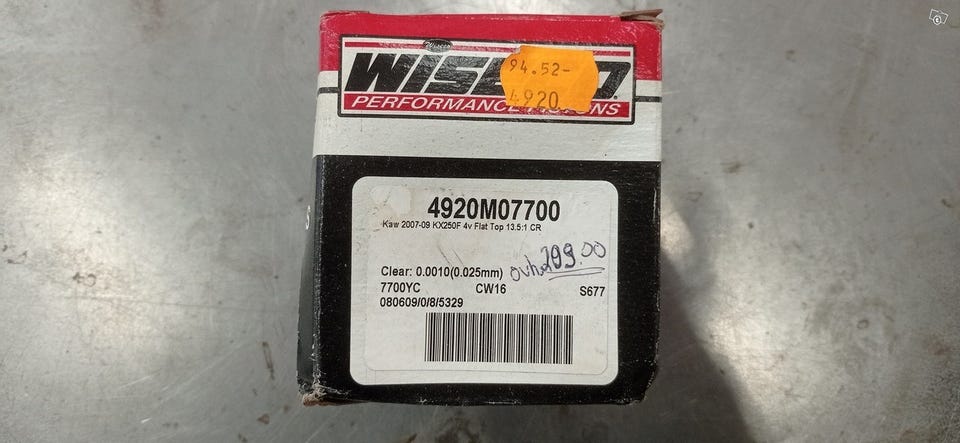 Wiseco
WISECO
94.52-
4920
PERFORMANCE PISTONS
4920M07700
Kaw 2007-09 KX250F 4v Flat Top 13.5:1 CR
ovh. 299.00
Clear: 0.0010(0.025mm)
7700YC CW16 S677
080609/0/8/5329